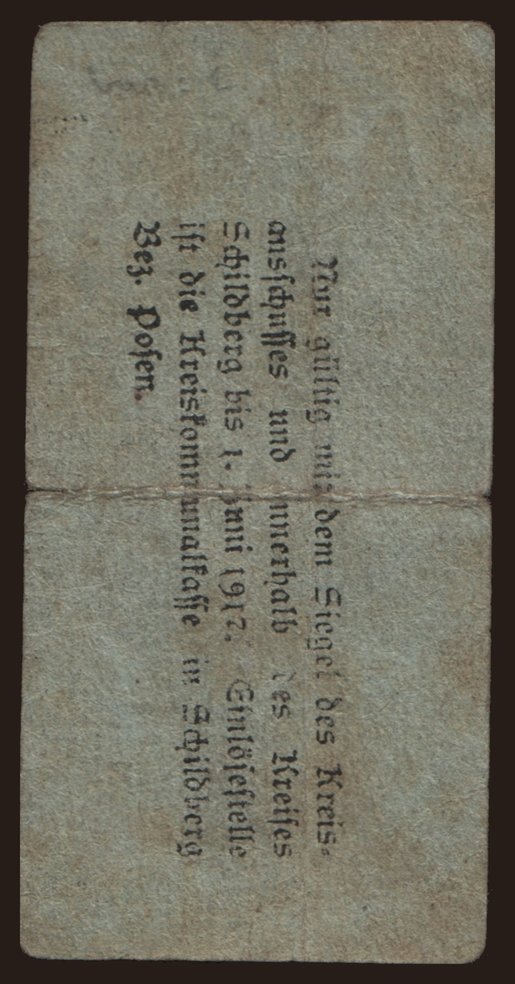 Nur gültig mit dem Siegel des Kreis-
ausschusses und innerhalb des Kreises
Schildberg bis 1. Juni 1917. Einlösestelle
ist die Kreiskommunalkasse in Schildberg
Bez. Posen.